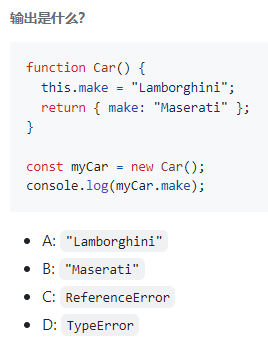 输出是什么?
function Car() {
  this.make = "Lamborghini";
  return { make: "Maserati" };
}
const myCar = new Car();
console.log(myCar.make);
• A: "Lamborghini"
• B: "Maserati"
• C: ReferenceError
• D: TypeError